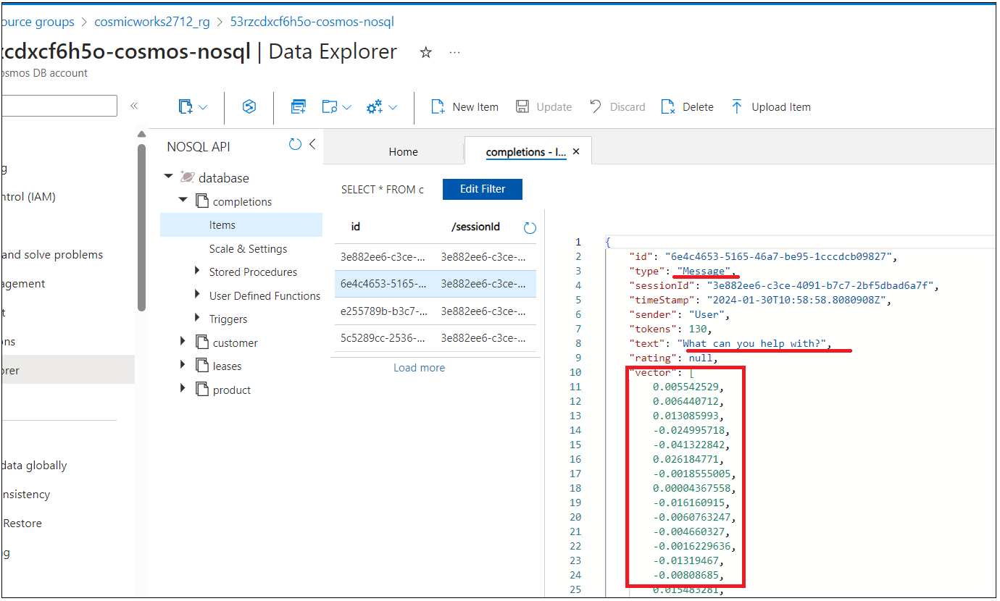 ource groups > cosmicworks2712_rg > 53rzcdxcf6h5o-cosmos-nosql
zcdxcf6h5o-cosmos-nosql | Data Explorer
osmos DB account
New Item
Update
Discard
Delete
Upload Item
g
ntrol (IAM)
and solve problems
agement
t
ons
orer
data globally
nsistency
Restore
ng
NOSQL API
database
completions
Items
Scale & Settings
Stored Procedures
User Defined Functions
Triggers
customer
leases
product
Home
completions - I...
SELECT * FROM c
Edit Filter
id /sessionId
3e882ee6-c3ce-... 3e882ee6-c3ce-...
6e4c4653-5165-... 3e882ee6-c3ce-...
e255789b-b3c7-... 3e882ee6-c3ce-...
5c5289cc-2536-... 3e882ee6-c3ce-...
Load more
1 {
2 "id": "6e4c4653-5165-46a7-be95-1cccdcb09827",
3 "type": "Message",
4 "sessionId": "3e882ee6-c3ce-4091-b7c7-2bf5dbad6a7f",
5 "timeStamp": "2024-01-30T10:58:58.8080908Z",
6 "sender": "User",
7 "tokens": 130,
8 "text": "What can you help with?",
9 "rating": null,
10 "vector": [
11 0.005542529,
12 0.006440712,
13 0.013085993,
14 -0.024995718,
15 -0.041322842,
16 0.026184771,
17 -0.0018555005,
18 0.00004367558,
19 -0.016160915,
20 -0.0060763247,
21 -0.004660327,
22 -0.0016229636,
23 -0.01319467,
24 -0.00808685,
25 0.015483281,